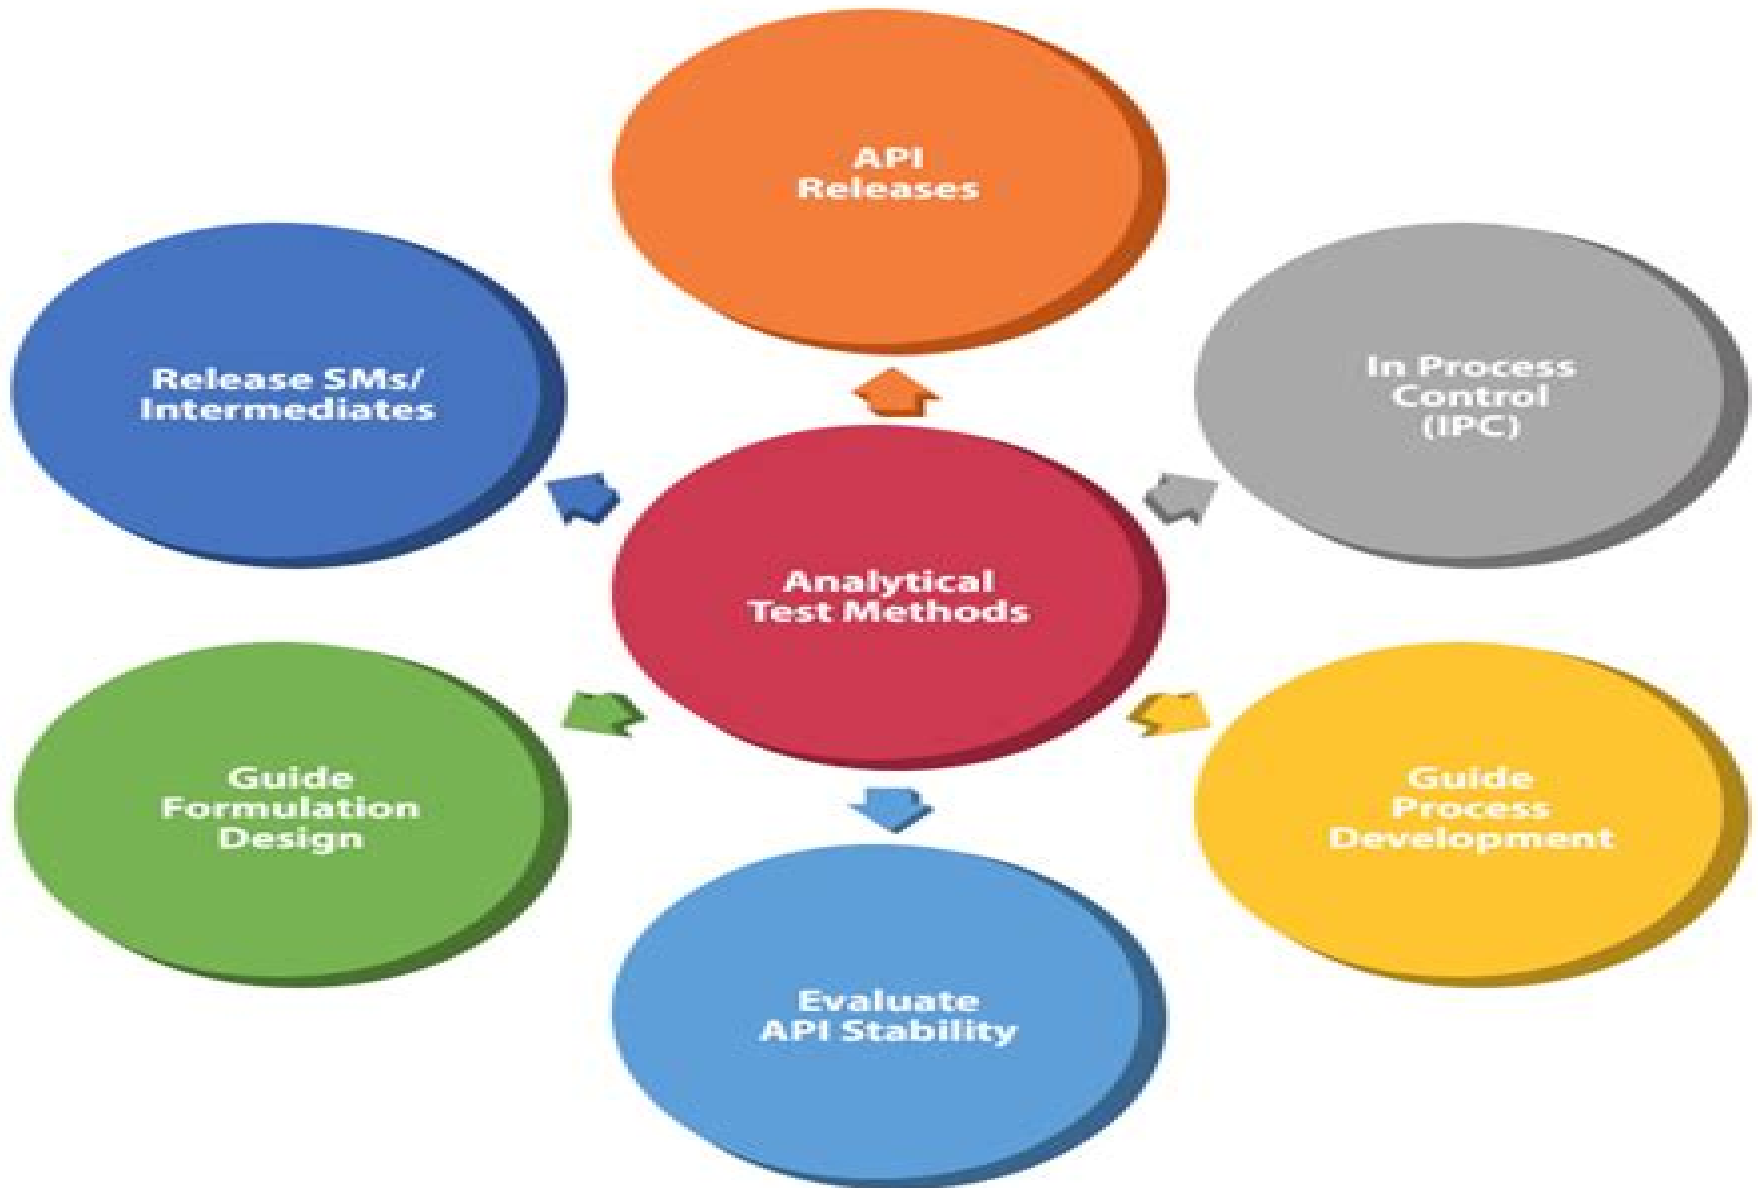 API
Releases
Release SMs/
Intermediates
In Process
Control
(IPC)
Analytical
Test Methods
Guide
Formulation
Design
Guide
Process
Development
Evaluate
API Stability